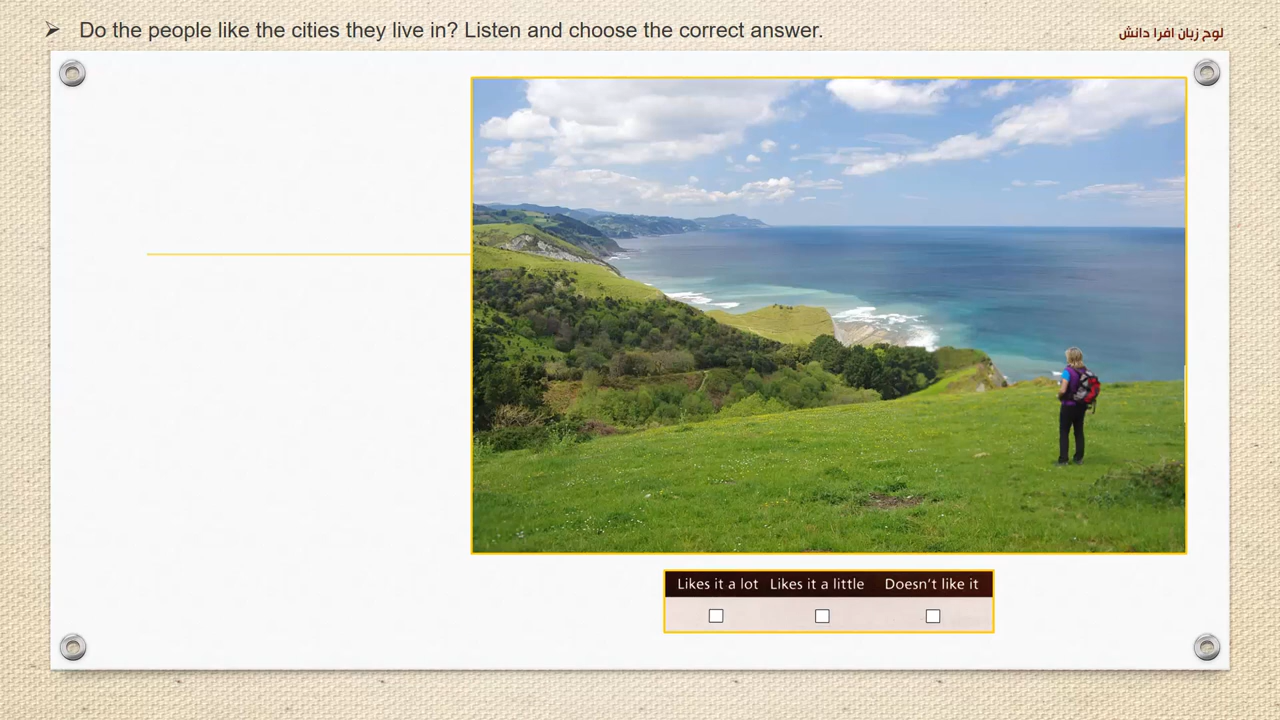 Do the people like the cities they live in? Listen and choose the correct answer.
لوح زبان افرا دانش
Likes it a lot Likes it a little Doesn't like it